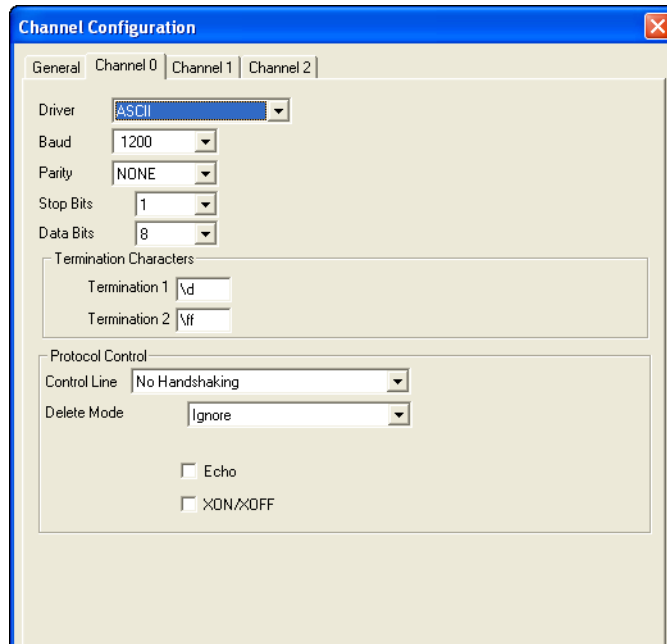 Channel Configuration
General Channel 0 Channel 1 Channel 2
Driver ASCII
Baud 1200
Parity NONE
Stop Bits 1
Data Bits 8
Termination Characters
Termination 1 \d
Termination 2 \ff
Protocol Control
Control Line No Handshaking
Delete Mode Ignore
Echo
XON/XOFF